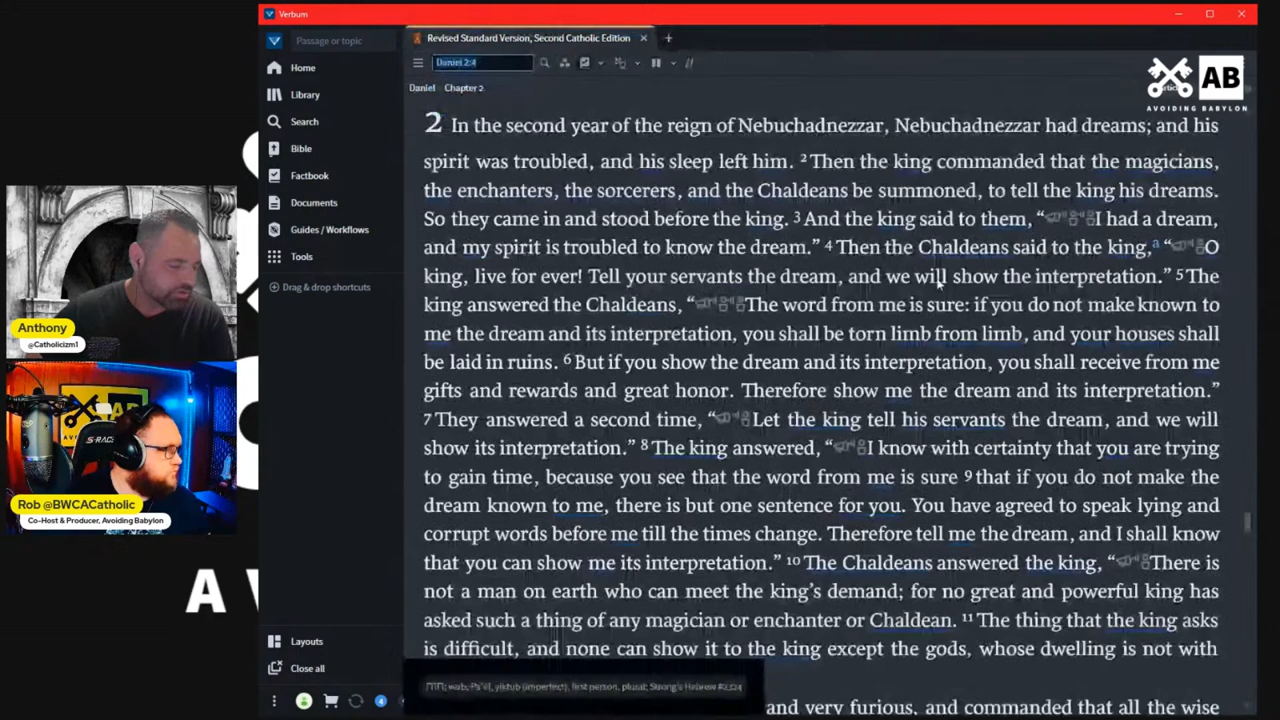 Verbum
Passage or topic
Home
Library
Search
Bible
Factbook
Documents
Guides / Workflows
Tools
Drag & drop shortcuts
Layouts
Close all
4
Revised Standard Version, Second Catholic Edition
Daniel 2:4
Daniel Chapter 2
AB
AVOIDING BABYLON
2 In the second year of the reign of Nebuchadnezzar, Nebuchadnezzar had dreams; and his
spirit was troubled, and his sleep left him. 2 Then the king commanded that the magicians,
the enchanters, the sorcerers, and the Chaldeans be summoned, to tell the king his dreams.
So they came in and stood before the king. 3 And the king said to them, “I had a dream,
and my spirit is troubled to know the dream.” 4 Then the Chaldeans said to the king,a “O
king, live for ever! Tell your servants the dream, and we will show the interpretation.” 5 The
king answered the Chaldeans, “The word from me is sure: if you do not make known to
me the dream and its interpretation, you shall be torn limb from limb, and your houses shall
be laid in ruins. 6 But if you show the dream and its interpretation, you shall receive from me
gifts and rewards and great honor. Therefore show me the dream and its interpretation.”
7 They answered a second time, “Let the king tell his servants the dream, and we will
show its interpretation.” 8 The king answered, “I know with certainty that you are trying
to gain time, because you see that the word from me is sure 9 that if you do not make the
dream known to me, there is but one sentence for you. You have agreed to speak lying and
corrupt words before me till the times change. Therefore tell me the dream, and I shall know
that you can show me its interpretation.” 10 The Chaldeans answered the king, “There is
not a man on earth who can meet the king’s demand; for no great and powerful king has
asked such a thing of any magician or enchanter or Chaldean. 11 The thing that the king asks
is difficult, and none can show it to the king except the gods, whose dwelling is not with
and very furious, and commanded that all the wise
verb, Paʿʿēl, yiktub (imperfect), first person, plural; Strong's Hebrew #2324
Anthony
@Catholicizm1
AB
S-RACE
Rob @BWCACatholic
Co-Host & Producer, Avoiding Babylon
A V